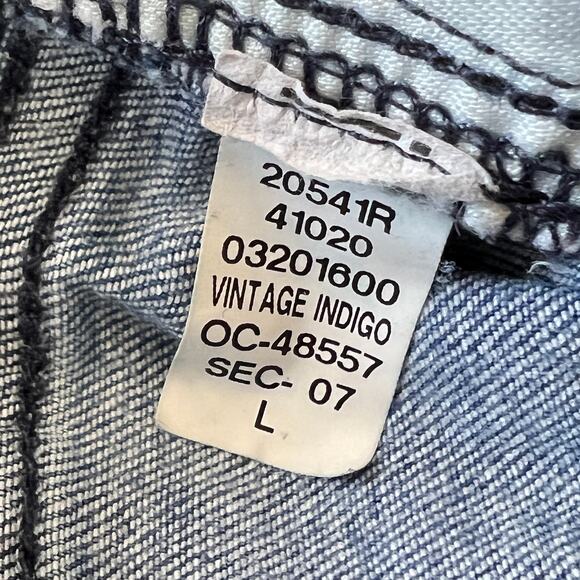 20541R
41020
03201600
VINTAGE INDIGO
OC-48557
SEC- 07
L